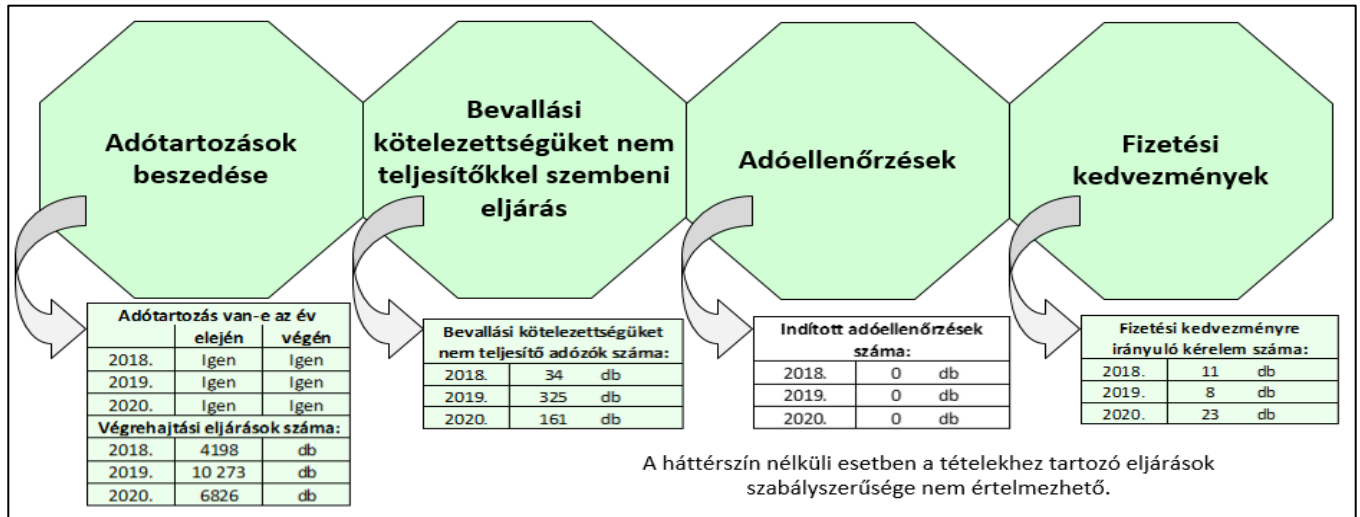 Adótartozások
beszedése
Bevallási
kötelezettségüket nem
teljesítőkkel szembeni
eljárás
Adóellenőrzések
Fizetési
kedvezmények
Adótartozás van-e az év
elején végén
2018. Igen Igen
2019. Igen Igen
2020. Igen Igen
Végrehajtási eljárások száma:
2018. 4198 db
2019. 10 273 db
2020. 6826 db
Bevallási kötelezettségüket
nem teljesítő adózók száma:
2018. 34 db
2019. 325 db
2020. 161 db
Indított adóellenőrzések
száma:
2018. 0 db
2019. 0 db
2020. 0 db
Fizetési kedvezményre
irányuló kérelem száma:
2018. 11 db
2019. 8 db
2020. 23 db
A háttérszín nélküli esetben a tételekhez tartozó eljárások
szabályszerűsége nem értelmezhető.